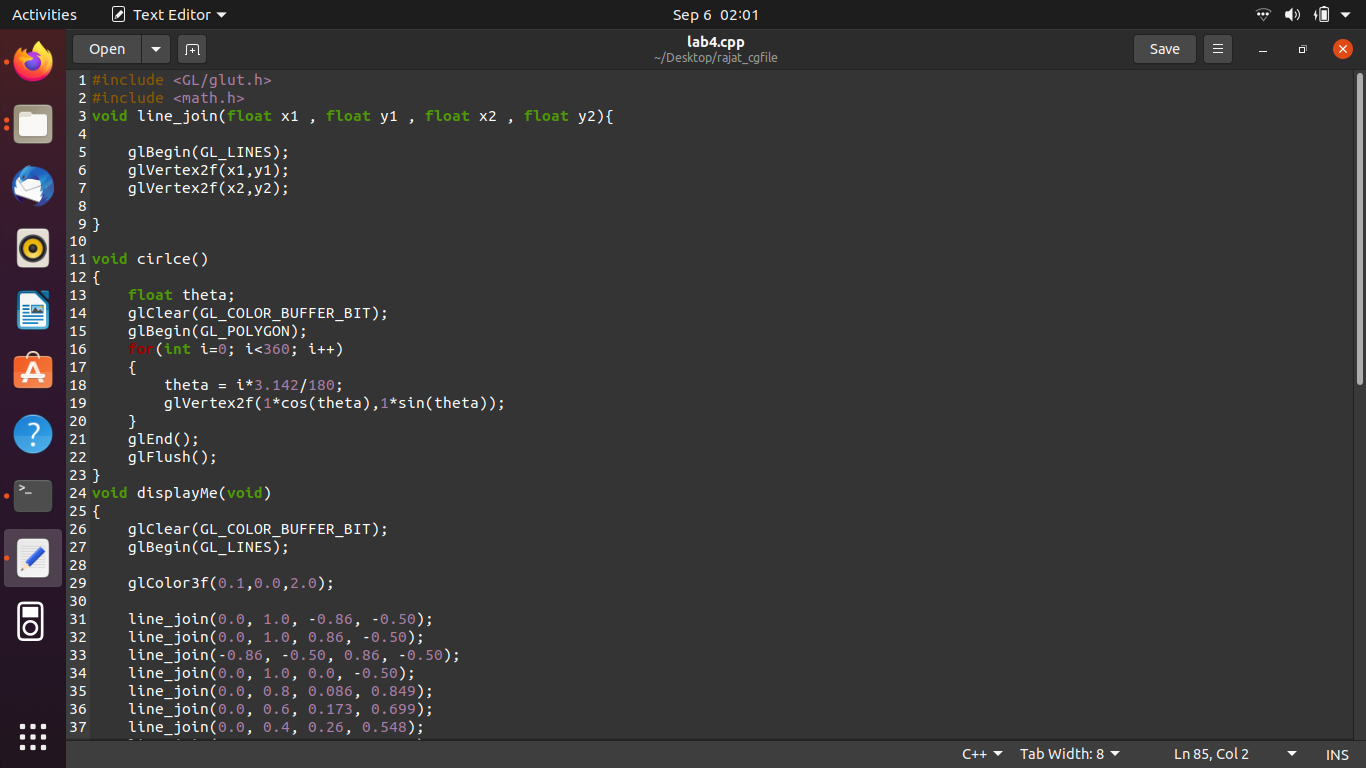 Activities Text Editor Sep 6 02:01
Open lab4.cpp Save
~/Desktop/rajat_cgfile
1 #include <GL/glut.h>
2 #include <math.h>
3 void line_join(float x1 , float y1 , float x2 , float y2){
4
5 glBegin(GL_LINES);
6 glVertex2f(x1,y1);
7 glVertex2f(x2,y2);
8
9 }
10
11 void cirlce()
12 {
13 float theta;
14 glClear(GL_COLOR_BUFFER_BIT);
15 glBegin(GL_POLYGON);
16 for(int i=0; i<360; i++)
17 {
18 theta = i*3.142/180;
19 glVertex2f(1*cos(theta),1*sin(theta));
20 }
21 glEnd();
22 glFlush();
23 }
24 void displayMe(void)
25 {
26 glClear(GL_COLOR_BUFFER_BIT);
27 glBegin(GL_LINES);
28
29 glColor3f(0.1,0.0,2.0);
30
31 line_join(0.0, 1.0, -0.86, -0.50);
32 line_join(0.0, 1.0, 0.86, -0.50);
33 line_join(-0.86, -0.50, 0.86, -0.50);
34 line_join(0.0, 1.0, 0.0, -0.50);
35 line_join(0.0, 0.8, 0.086, 0.849);
36 line_join(0.0, 0.6, 0.173, 0.699);
37 line_join(0.0, 0.4, 0.26, 0.548);
C++ Tab Width: 8 Ln 85, Col 2 INS